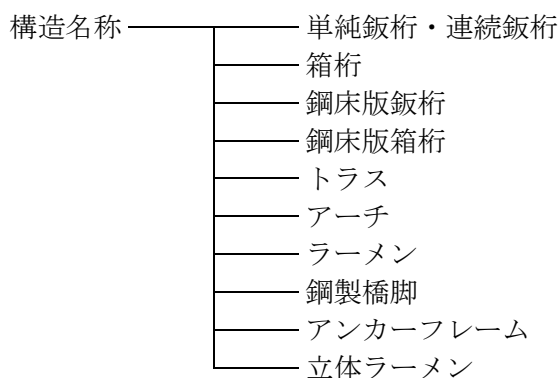 構造名称
単純鈑桁・連続鈑桁
箱桁
鋼床版鈑桁
鋼床版箱桁
トラス
アーチ
ラーメン
鋼製橋脚
アンカーフレーム
立体ラーメン